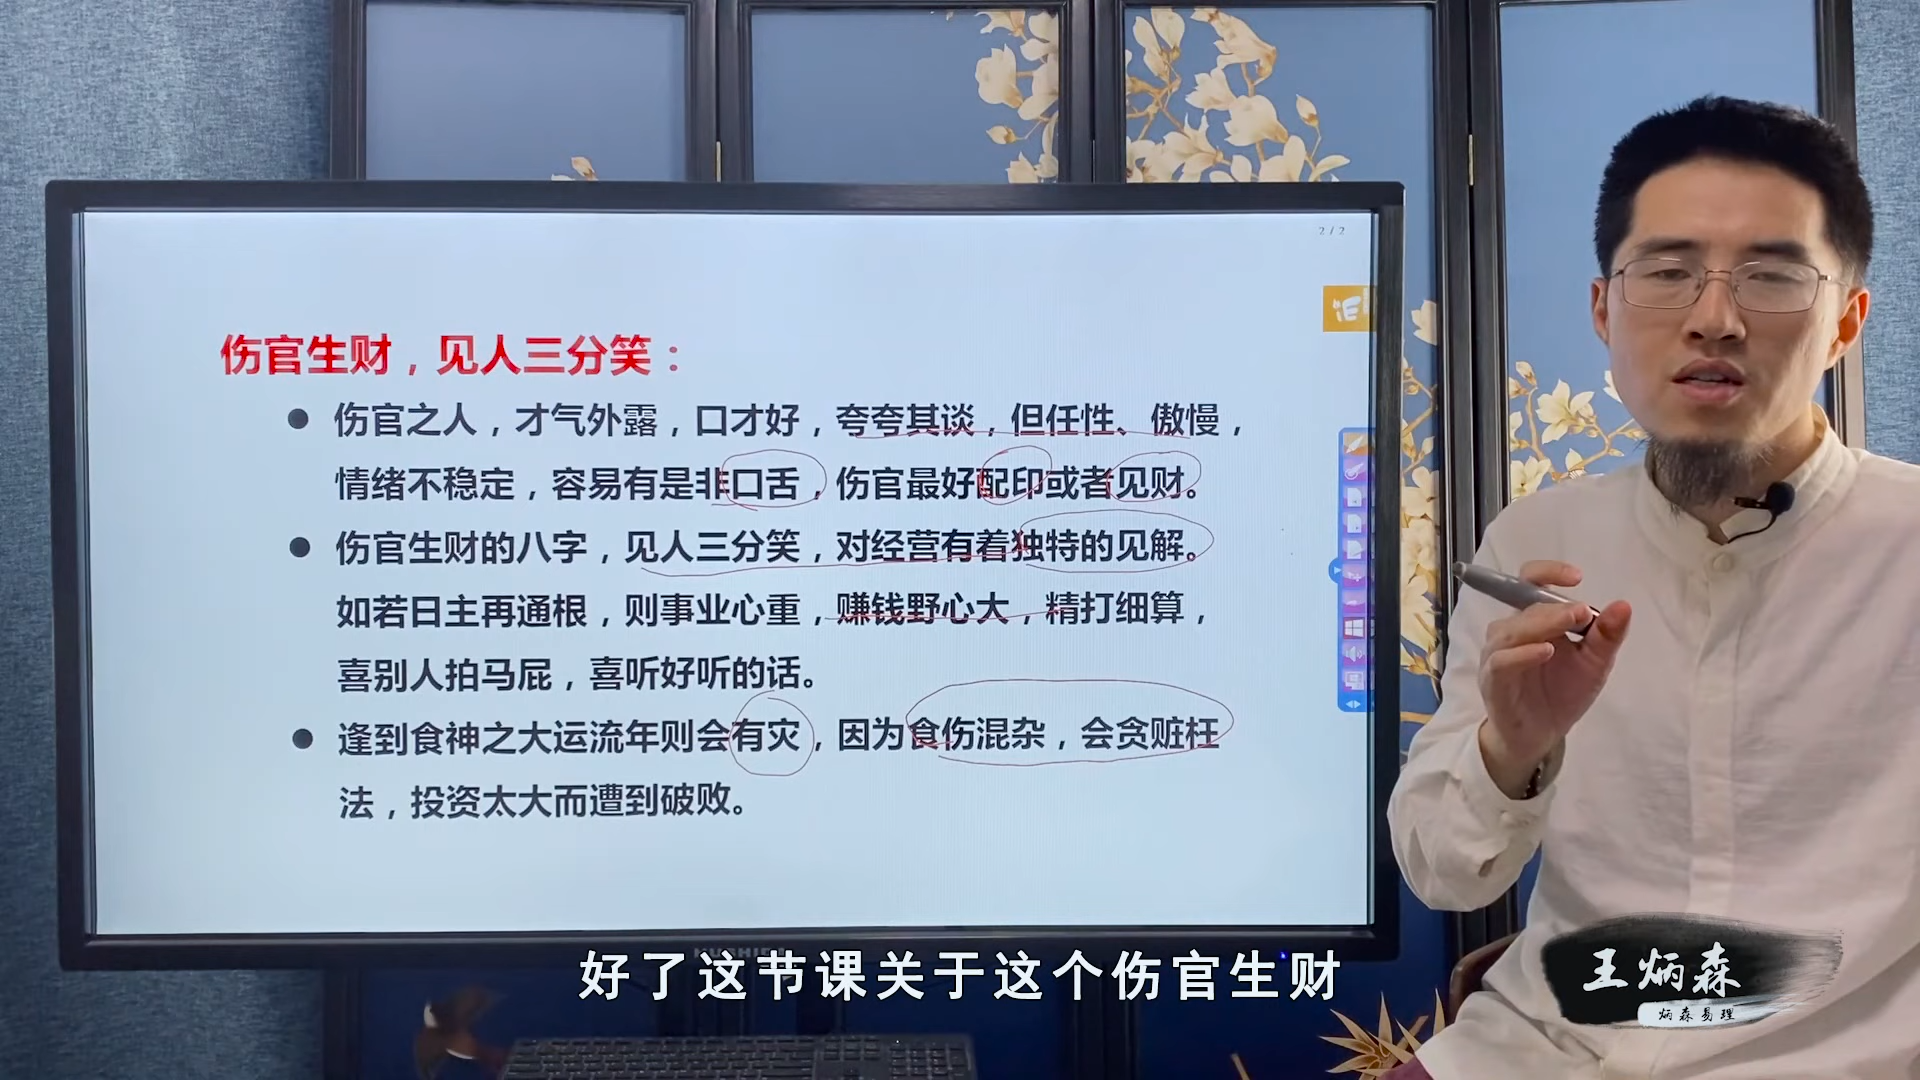 2/2
伤官生财，见人三分笑：
● 伤官之人，才气外露，口才好，夸夸其谈，但任性、傲慢，
情绪不稳定，容易有是非口舌，伤官最好配印或者见财。
● 伤官生财的八字，见人三分笑，对经营有着独特的见解。
如若日主再通根，则事业心重，赚钱野心大，精打细算，
喜别人拍马屁，喜听好听的话。
● 逢到食神之大运流年则会有灾，因为食伤混杂，会贪赃枉
法，投资太大而遭到破败。
好了这节课关于这个伤官生财
王炳森
炳森易理